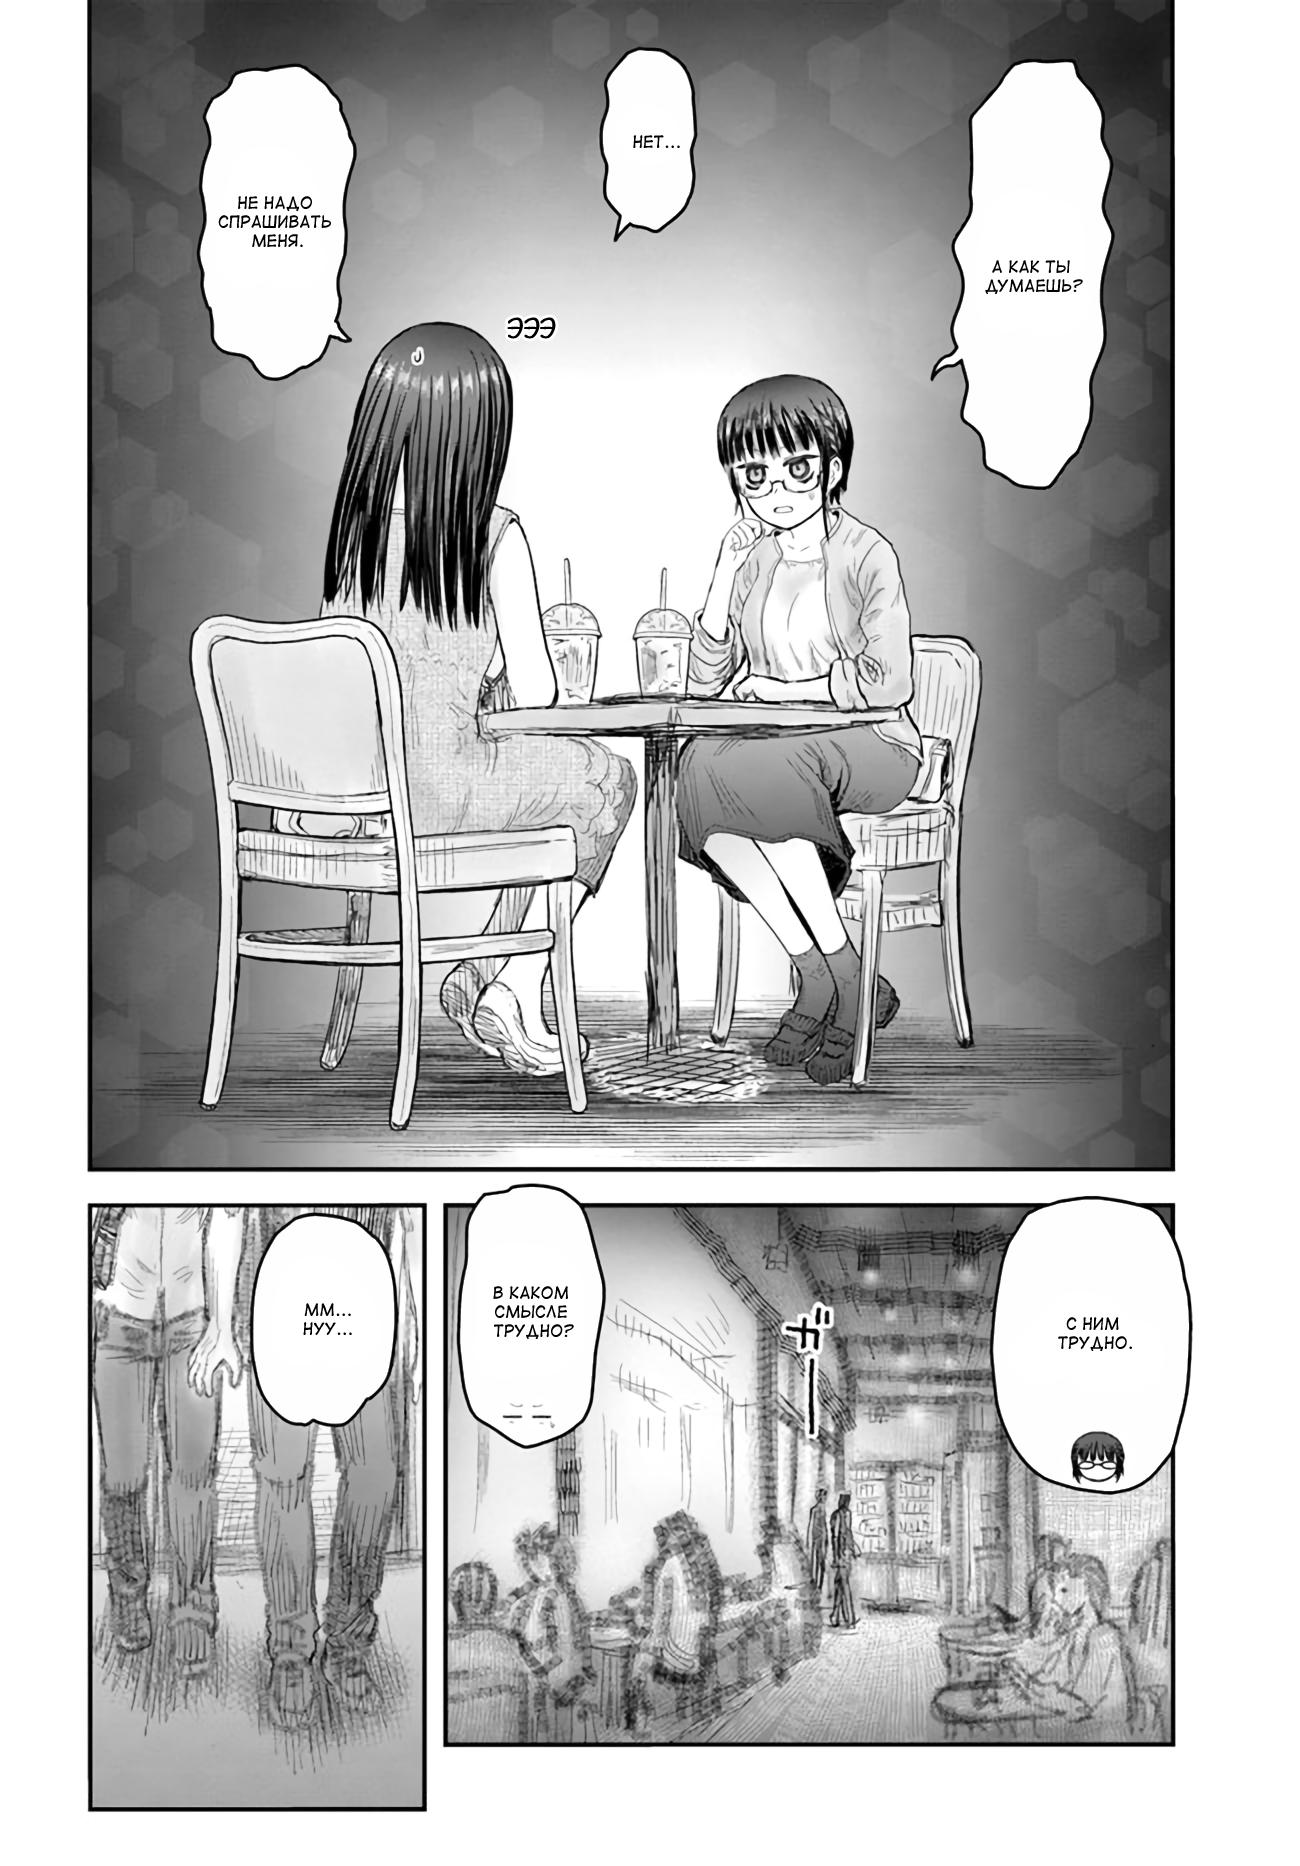 А КАК ТЫ
ДУМАЕШЬ?
НЕТ...
НЕ НАДО
СПРАШИВАТЬ
МЕНЯ.
ЭЭЭ
С НИМ
ТРУДНО.
ガー
В КАКОМ
СМЫСЛЕ
ТРУДНО?
ММ...
НУУ...